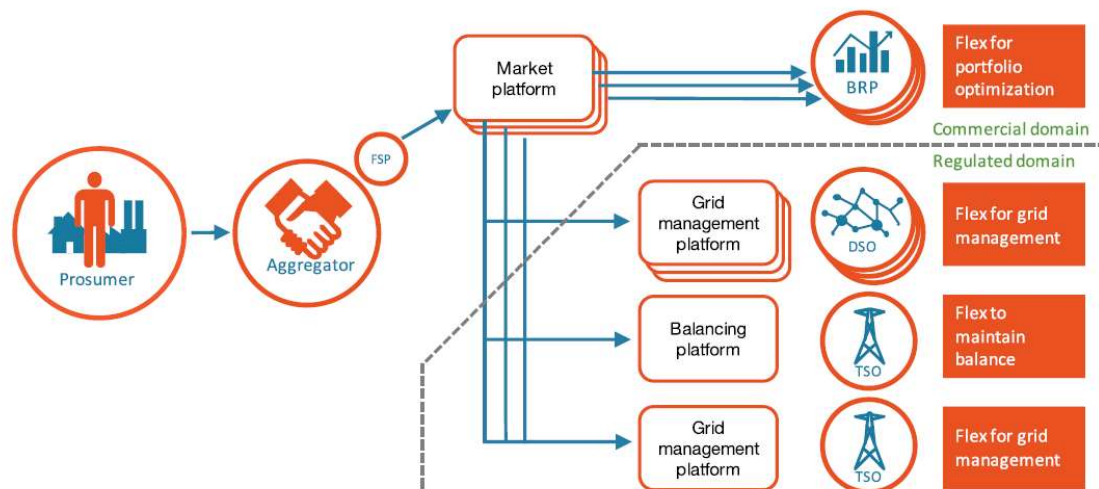 Market
platform
BRP
Flex for
portfolio
optimization
Commercial domain
Regulated domain
FSP
Prosumer
Aggregator
Grid
management
platform
DSO
Flex for grid
management
Balancing
platform
TSO
Flex to
maintain
balance
Grid
management
platform
TSO
Flex for grid
management